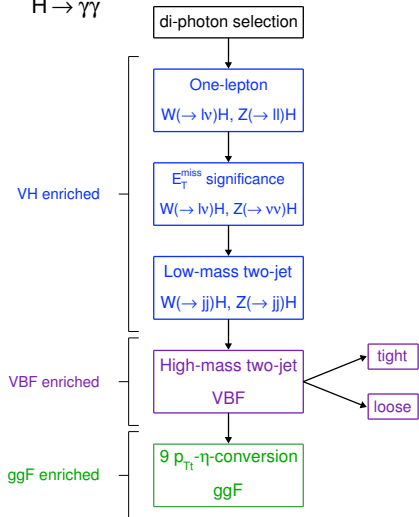 H → γγ
di-photon selection
One-lepton
W(→ lν)H, Z(→ ll)H
E_T^miss significance
W(→ lν)H, Z(→ νν)H
VH enriched
Low-mass two-jet
W(→ jj)H, Z(→ jj)H
High-mass two-jet
VBF
VBF enriched
tight
loose
9 p_Tt-η-conversion
ggF
ggF enriched